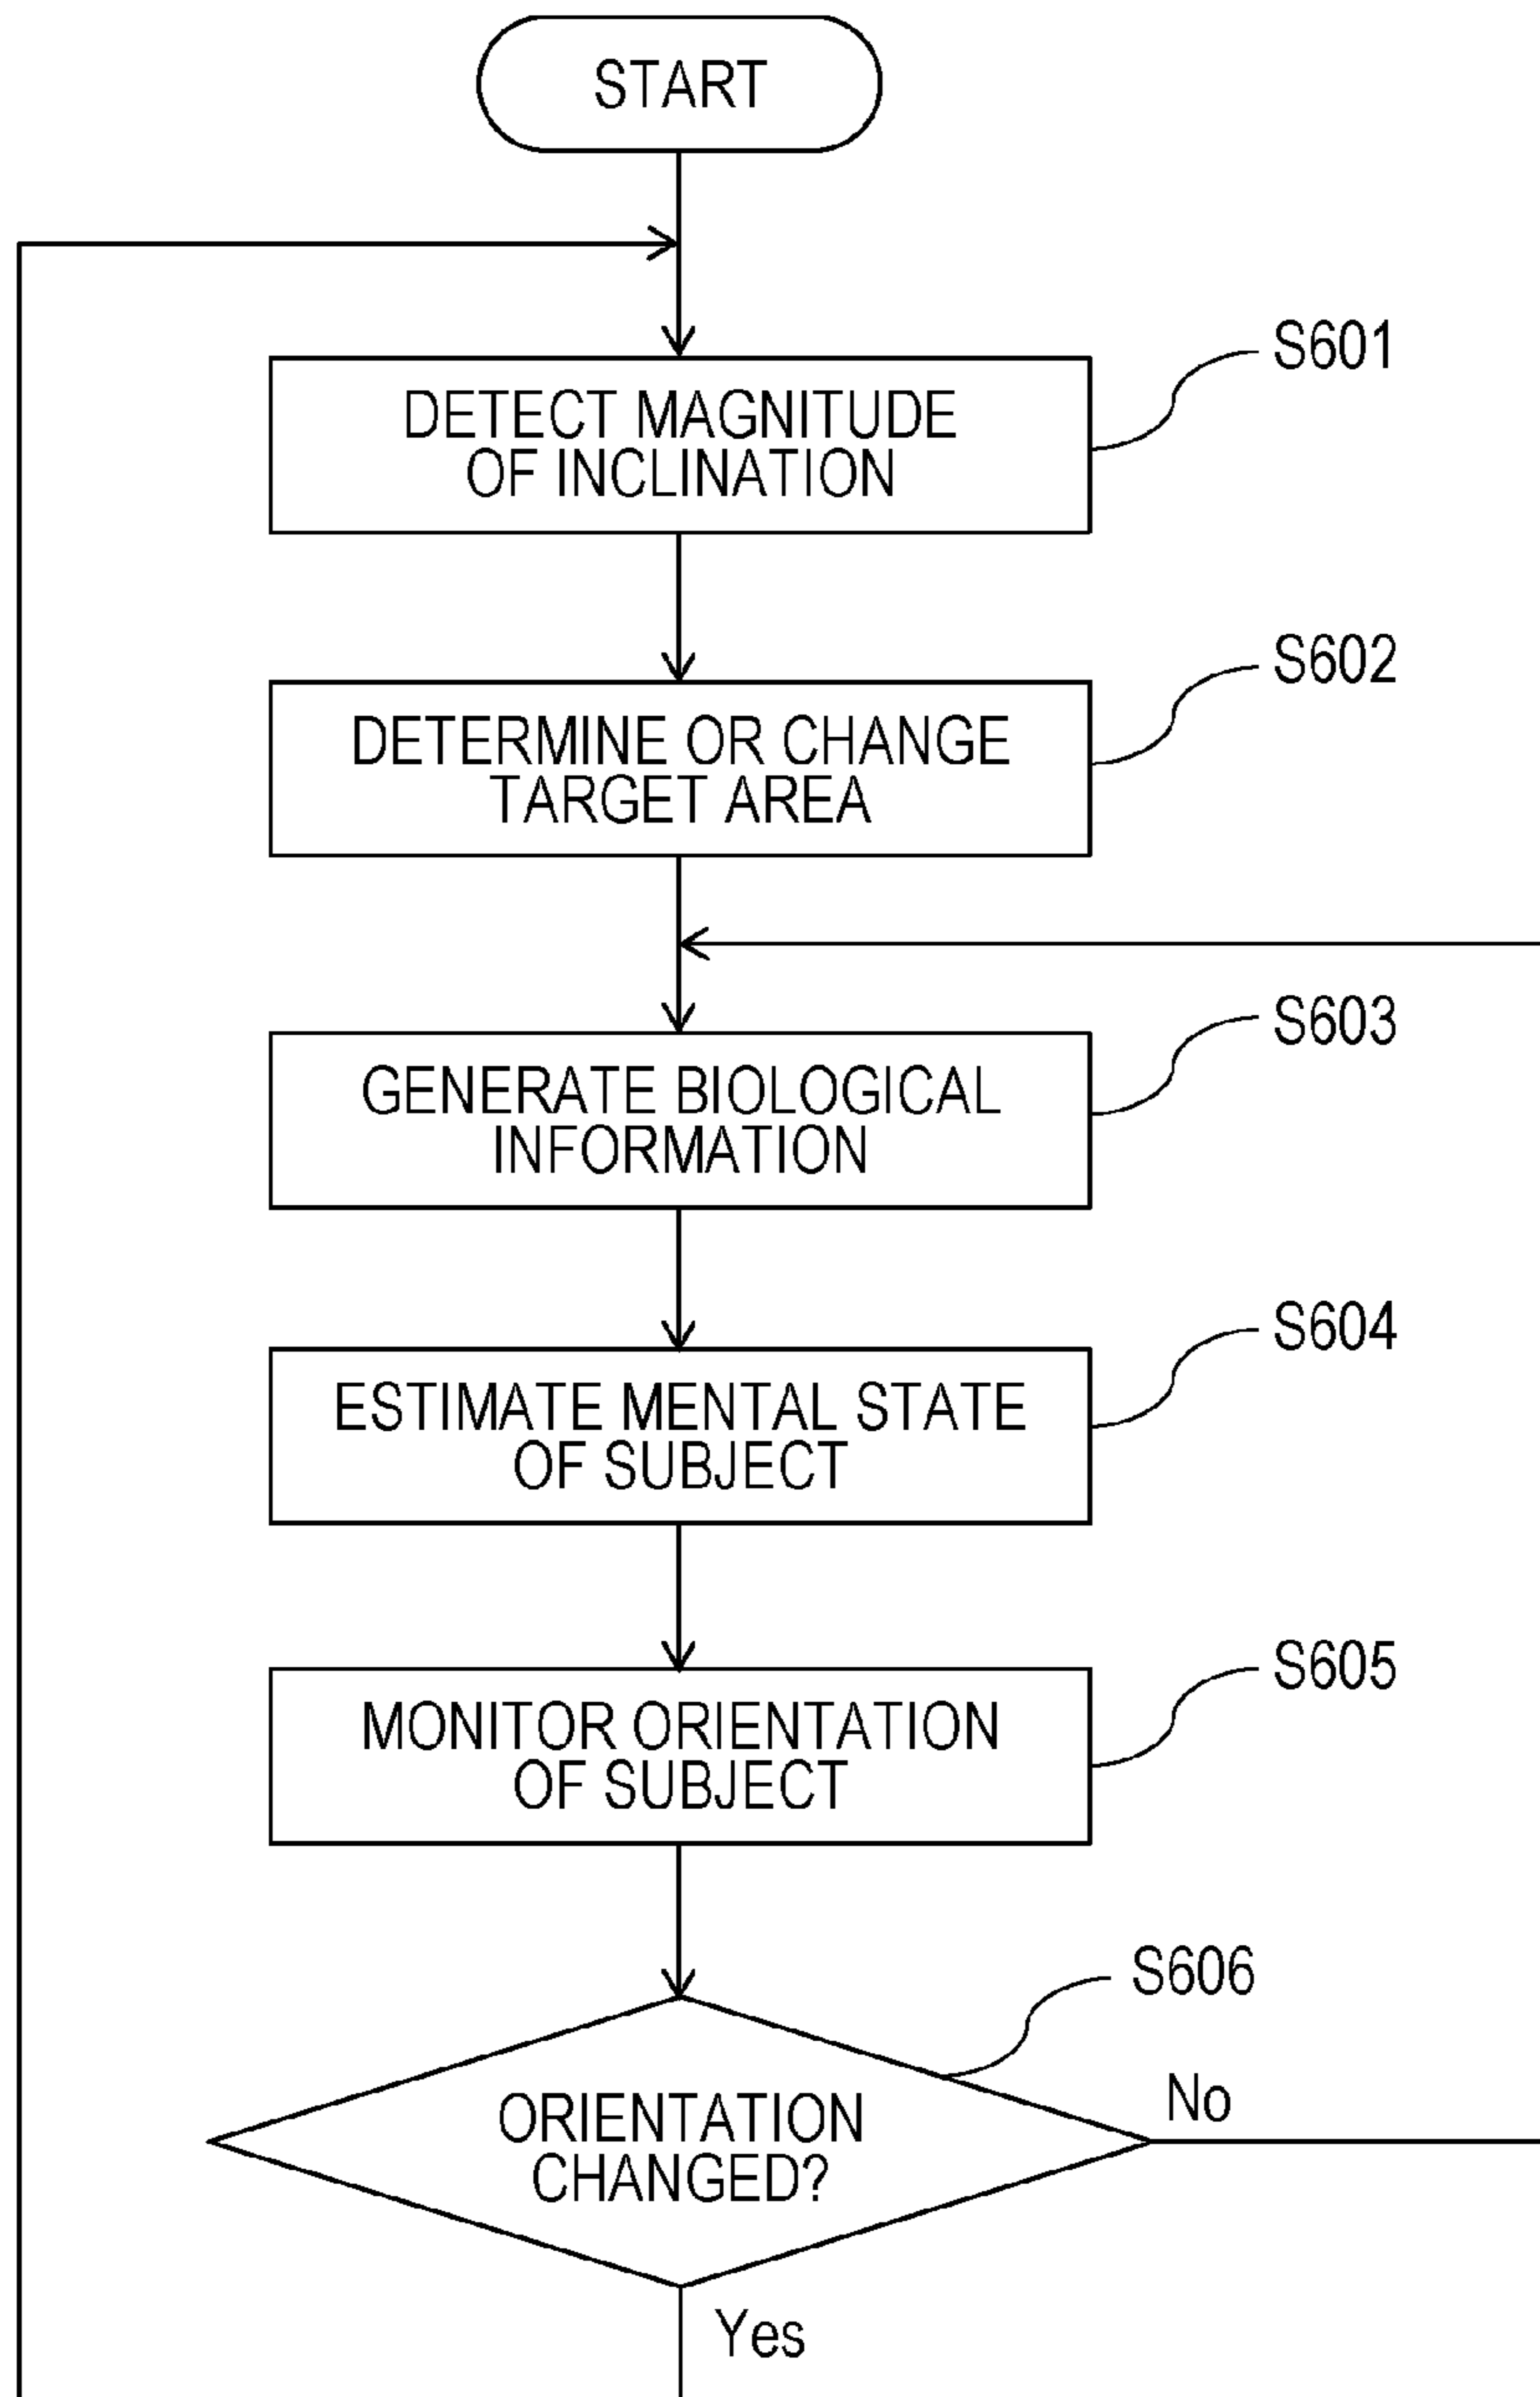 START
S601
DETECT MAGNITUDE
OF INCLINATION
S602
DETERMINE OR CHANGE
TARGET AREA
S603
GENERATE BIOLOGICAL
INFORMATION
S604
ESTIMATE MENTAL STATE
OF SUBJECT
S605
MONITOR ORIENTATION
OF SUBJECT
S606
No
ORIENTATION
CHANGED?
Yes